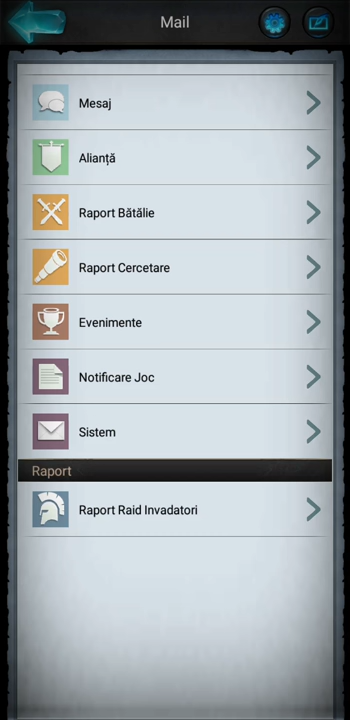 Mail
Mesaj
Alianță
Raport Bătălie
Raport Cercetare
Evenimente
Notificare Joc
Sistem
Raport
Raport Raid Invadatori